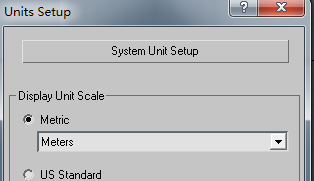 Units Setup
System Unit Setup
Display Unit Scale
Metric
Meters
US Standard